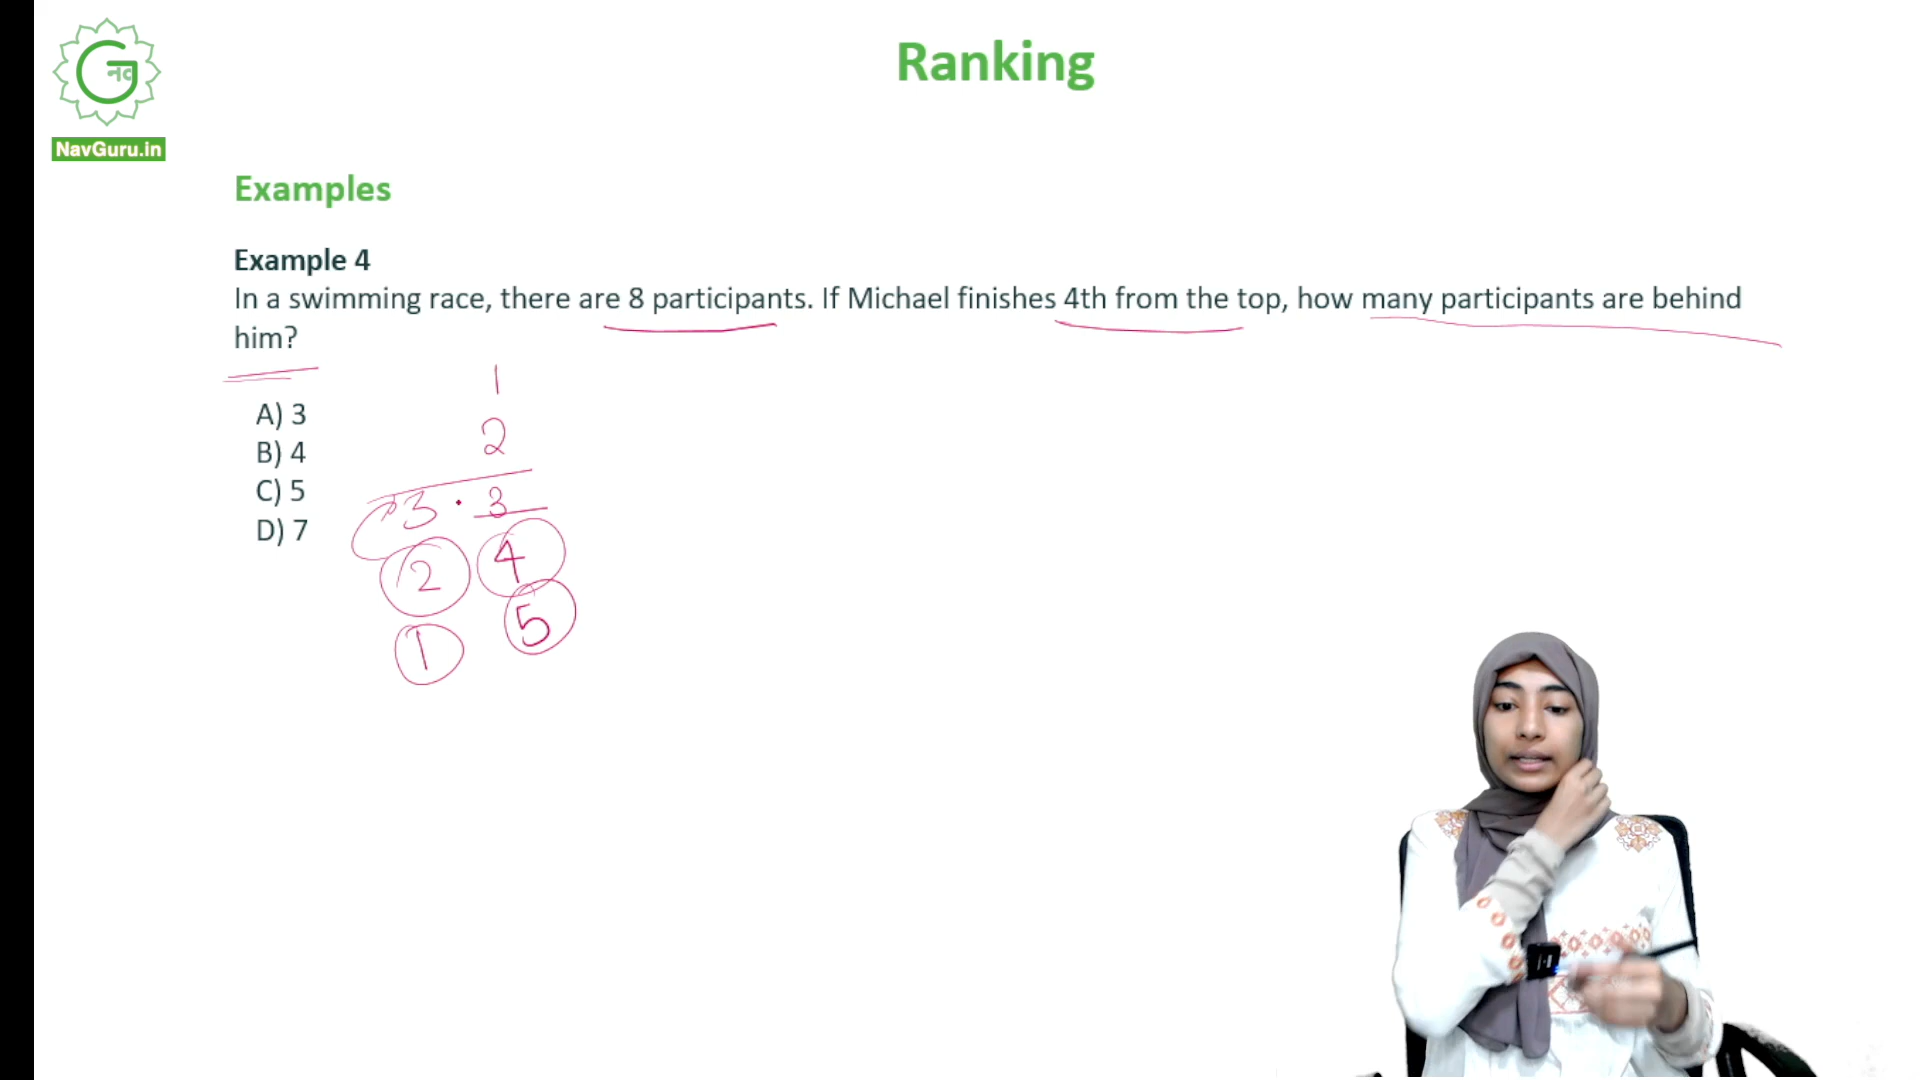 Ranking
नव
NavGuru.in
Examples
Example 4
In a swimming race, there are 8 participants. If Michael finishes 4th from the top, how many participants are behind
him?
A) 3
B) 4
C) 5
D) 7
1
2
3 . 3
2 4
1 5